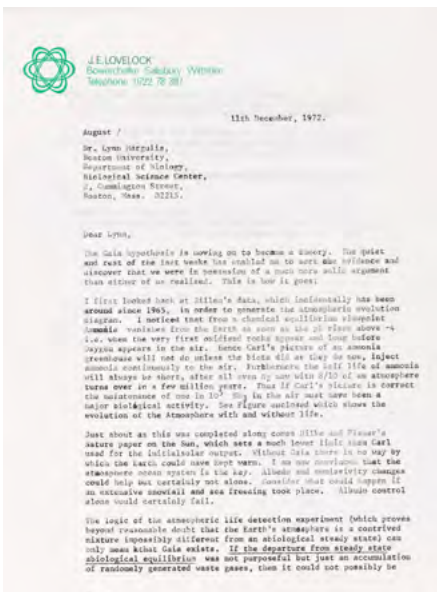 J.E.LOVELOCK
Bowerchalke Salisbury Wiltshire
Telephone
11th December, 1972.
August /
Dr. Lynn Margulis,
Boston University,
Department of Biology,
Biological Science Center,
2, Cummington Street,
Boston, Mass. 02215.
Dear Lynn,
The Gaia hypothesis is moving on to become a theory. The quiet
and rest of the last weeks has enabled me to sort our evidence and
discover that we were in possession of a much more solid argument
than either of us realized. This is how it goes:
I first looked back at data, which incidentally has been
around since 1965, in order to generate the atmospheric evolution
diagram. I noticed that from a chemical equilibrium viewpoint
Ammonia vanishes from the Earth as soon as the rises above -4
i.e. when the very first oxidised rocks appear and long before
oxygen appears in the air. Hence Carl's picture of an ammonia
greenhouse will not do unless the biota did as they do now, inject
ammonia continuously to the air. Furthermore the half life of ammonia
will always be short, after all even by now with 8/10 of an atmosphere
turns over in a few million years. Thus if Carl's picture is correct
the maintenance of one in in the air must have been a
major biological activity. See Figure enclosed which shows the
evolution of the Atmosphere with and without life.
Just about as this was completed along comes and
nature paper on the Sun, which sets a much lower limit than Carl
used for the initialsolar output. Without Gaia there is no way by
which the Earth could have kept warm. I am now convinced that the
atmosphere ocean system is the key. Albedo and emissivity changes
could help but certainly not alone. Consider what could happen if
an extensive snowfall and sea freezing took place. Albedo control
alone would certainly fail.
The logic of the atmospheric life detection experiment (which proves
beyond reasonable doubt that the Earth's atmosphere is a contrived
mixture impossibly different from an abiological steady state) can
only mean kthat Gaia exists. If the departure from steady state
abiological equilibrium was not purposeful but just an accumulation
of randomly generated waste gases, then it could not possibly be